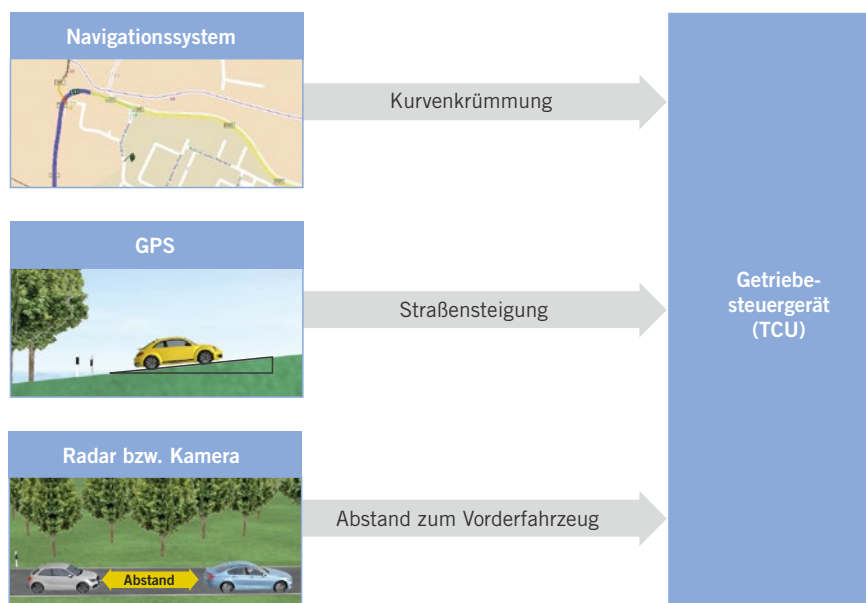 Navigationssystem
Kurvenkrümmung
GPS
Straßensteigung
Getriebe-
steuergerät
(TCU)
Radar bzw. Kamera
Abstand zum Vorderfahrzeug
Abstand